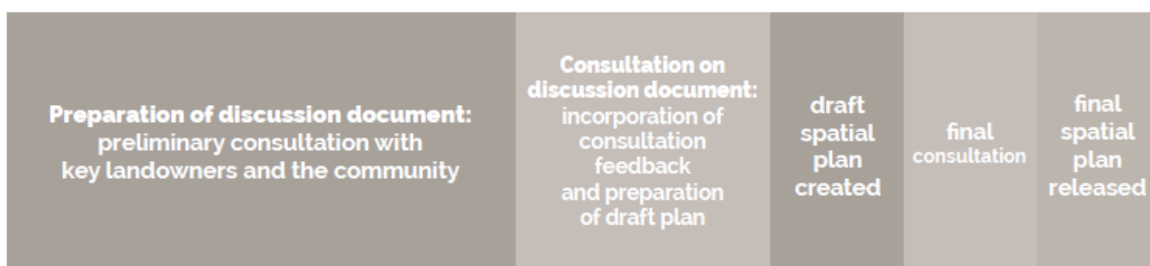 Preparation of discussion document:
preliminary consultation with
key landowners and the community
Consultation on
discussion document:
incorporation of
consultation
feedback
and preparation
of draft plan
draft
spatial
plan
created
final
consultation
final
spatial
plan
released